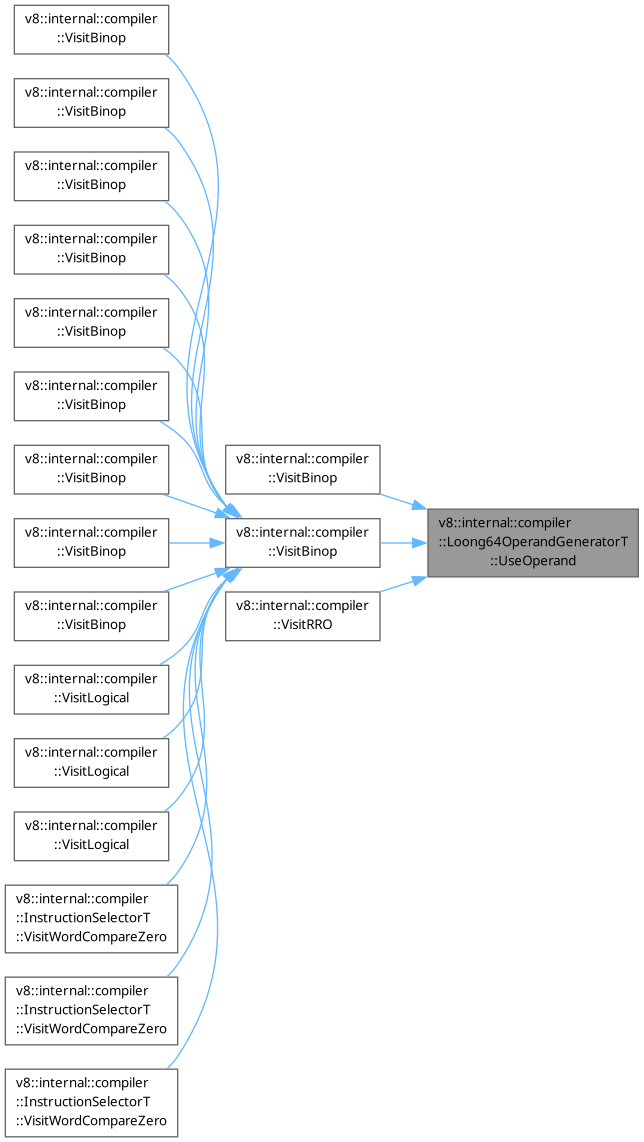 v8::internal::compiler
::VisitBinop
v8::internal::compiler
::VisitBinop
v8::internal::compiler
::VisitBinop
v8::internal::compiler
::VisitBinop
v8::internal::compiler
::VisitBinop
v8::internal::compiler
::VisitBinop
v8::internal::compiler
::VisitBinop
v8::internal::compiler
::VisitBinop
v8::internal::compiler
::VisitBinop
v8::internal::compiler
::VisitLogical
v8::internal::compiler
::VisitLogical
v8::internal::compiler
::VisitLogical
v8::internal::compiler
::InstructionSelectorT
::VisitWordCompareZero
v8::internal::compiler
::InstructionSelectorT
::VisitWordCompareZero
v8::internal::compiler
::InstructionSelectorT
::VisitWordCompareZero
v8::internal::compiler
::VisitBinop
v8::internal::compiler
::VisitBinop
v8::internal::compiler
::VisitRRO
v8::internal::compiler
::Loong64OperandGeneratorT
::UseOperand